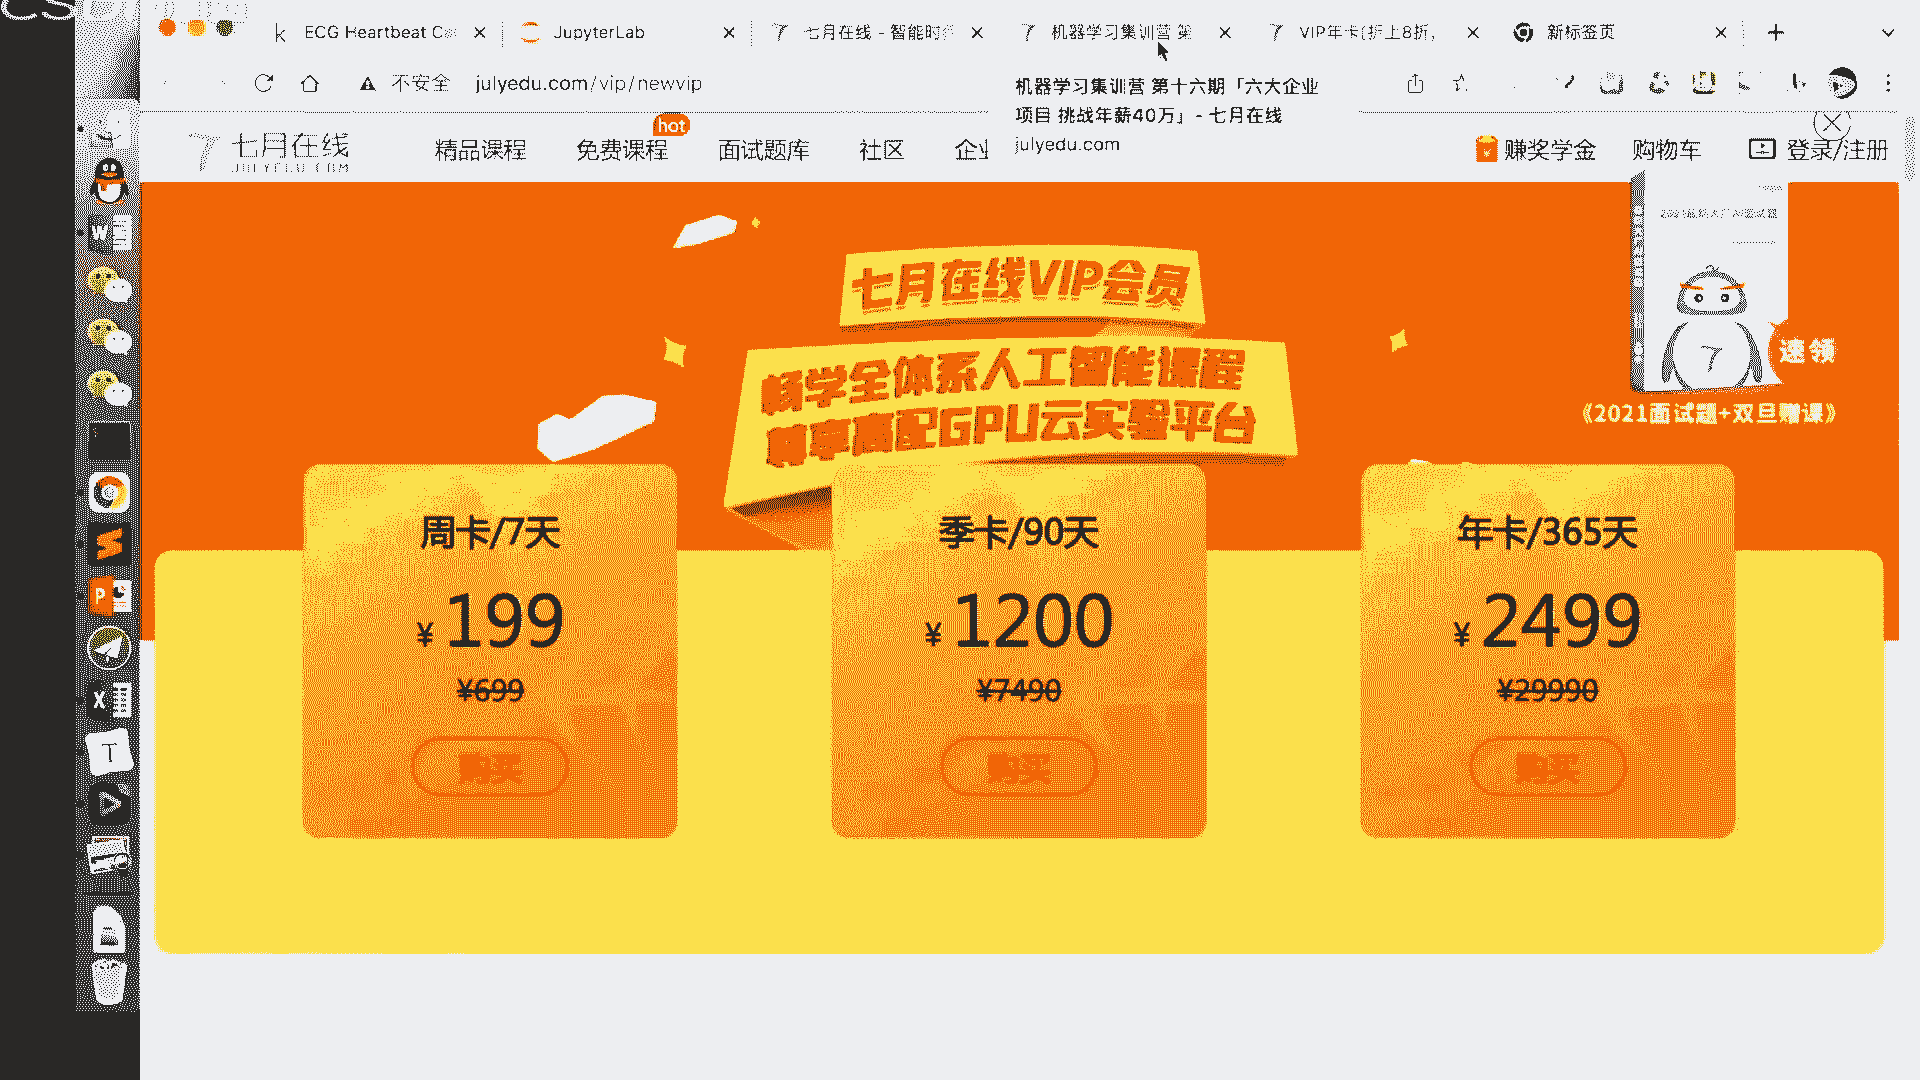 ECG Heartbeat Ca
JupyterLab
七月在线 - 智能时
机器学习集训营 第
VIP年卡(折上8折,
新标签页
不安全
julyedu.com/vip/newvip
机器学习集训营 第十六期「六大企业
项目 挑战年薪40万」- 七月在线
julyedu.com
七月在线
JULYEDU.COM
精品课程
免费课程
hot
面试题库
社区
企业
赚奖学金
购物车
登录/注册
七月在线VIP会员
畅学全体系人工智能课程
尊享高配GPU云实验平台
速领
《2021面试题+双旦赠课》
周卡/7天
¥ 199
¥699
购买
季卡/90天
¥ 1200
¥7490
购买
年卡/365天
¥ 2499
¥29990
购买